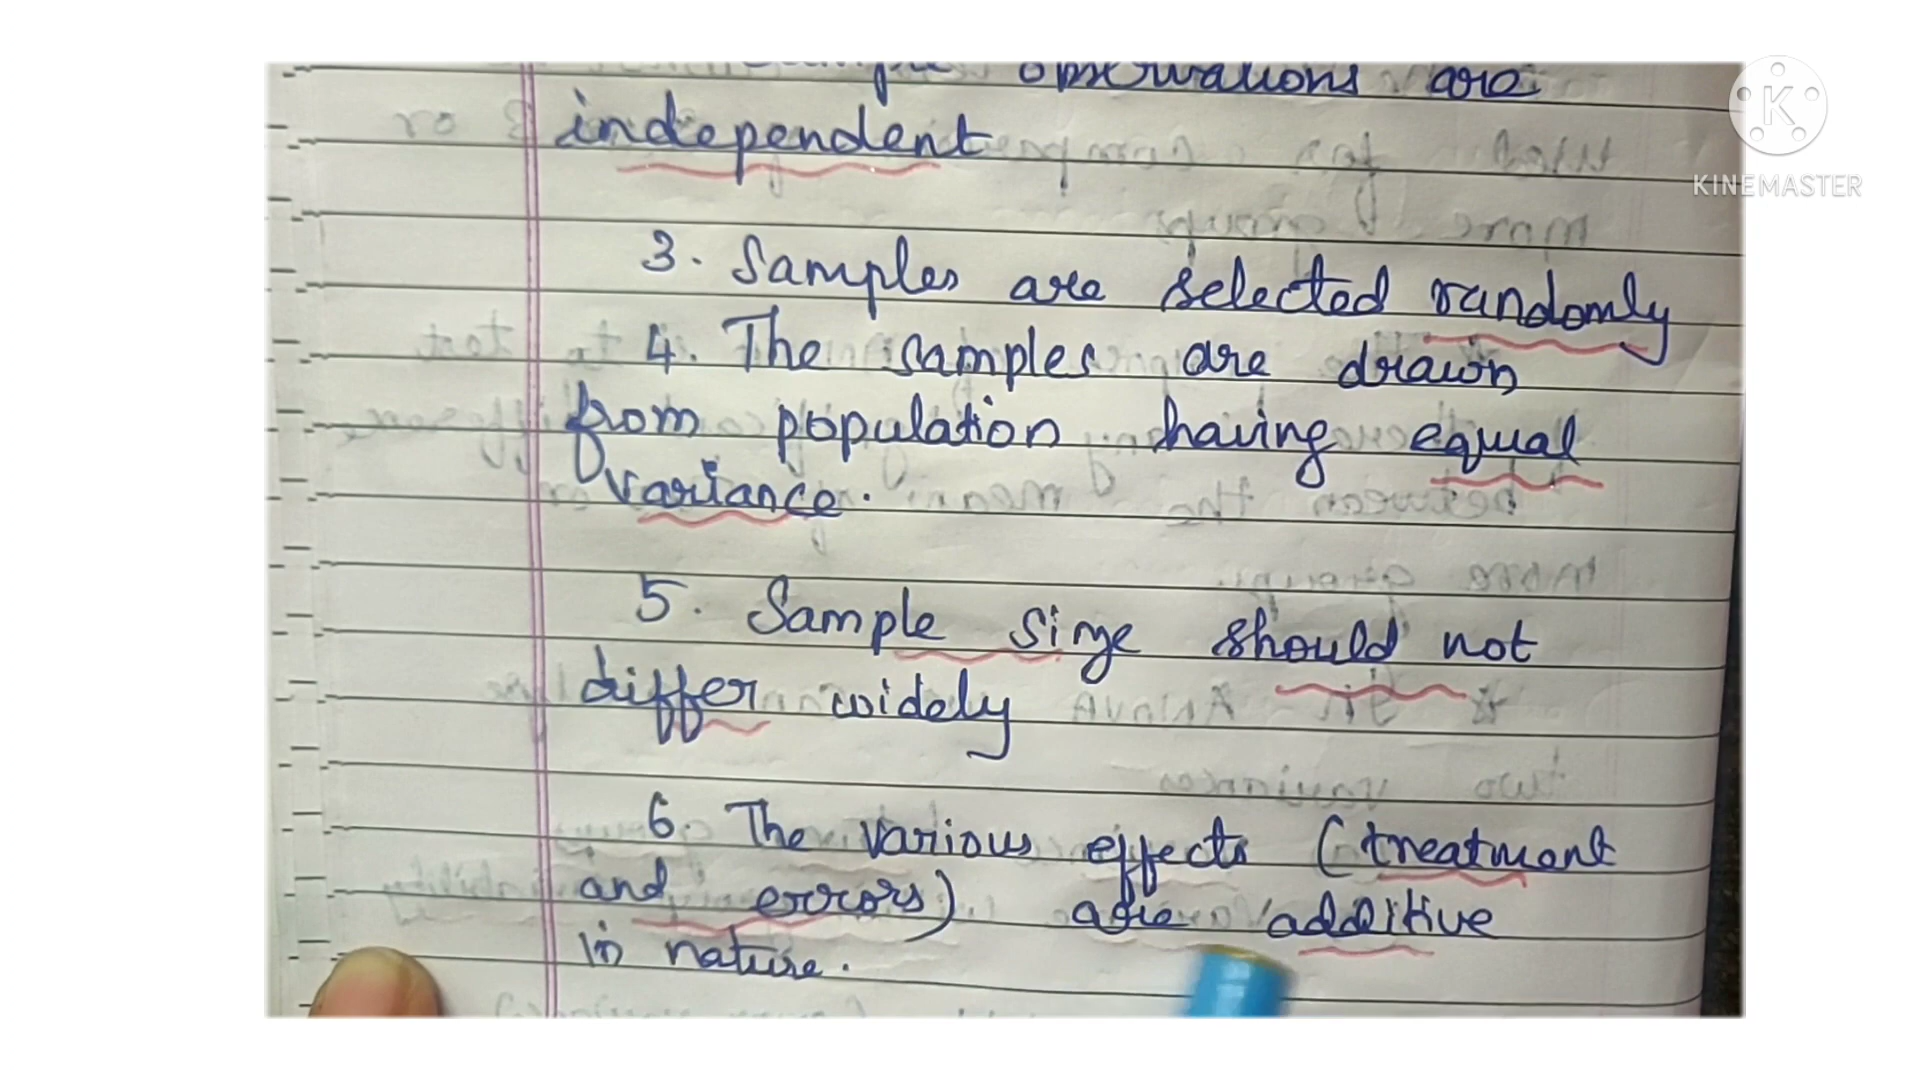 Sample observations are
independent
3. Samples are selected randomly
4. The samples are drawn
from population having equal
variance.
5. Sample size should not
differ widely
6. The various effects (treatment
and errors) are additive
in nature.
K
KINEMASTER